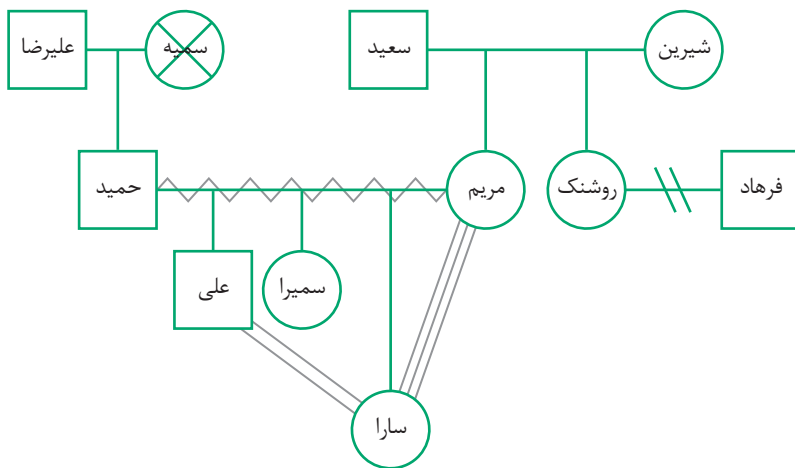 شیرین
سعید
سمیه
علیرضا
فرهاد
روشنک
مریم
حمید
سمیرا
علی
سارا